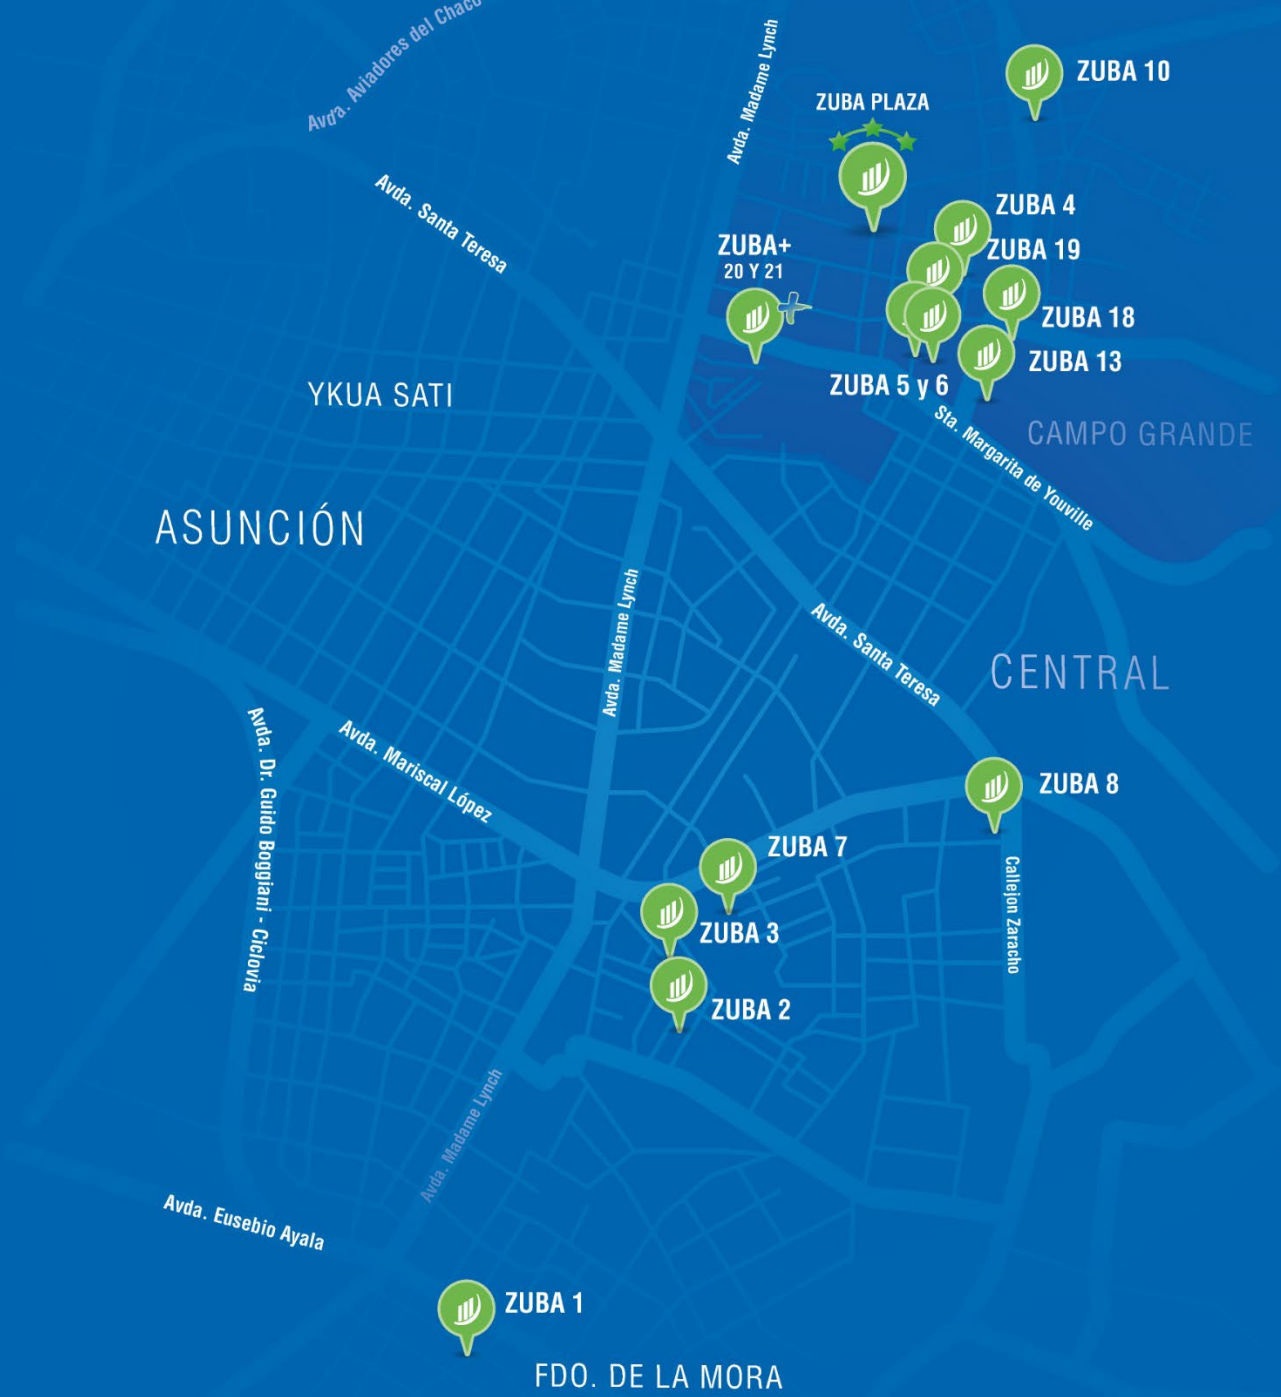 Avda. Aviadores del Chaco
Avda. Madame Lynch
ZUBA 10
ZUBA PLAZA
Avda. Santa Teresa
ZUBA 4
ZUBA+
20 Y 21
ZUBA 19
ZUBA 18
ZUBA 13
ZUBA 5 y 6
YKUA SATI
Sta. Margarita de Youville
CAMPO GRANDE
ASUNCIÓN
Avda. Madame Lynch
Avda. Santa Teresa
CENTRAL
Avda. Dr. Guido Boggiani - Ciclovia
Avda. Mariscal López
ZUBA 8
ZUBA 7
Callejon Zaracho
ZUBA 3
ZUBA 2
Avda. Madame Lynch
Avda. Eusebio Ayala
ZUBA 1
FDO. DE LA MORA